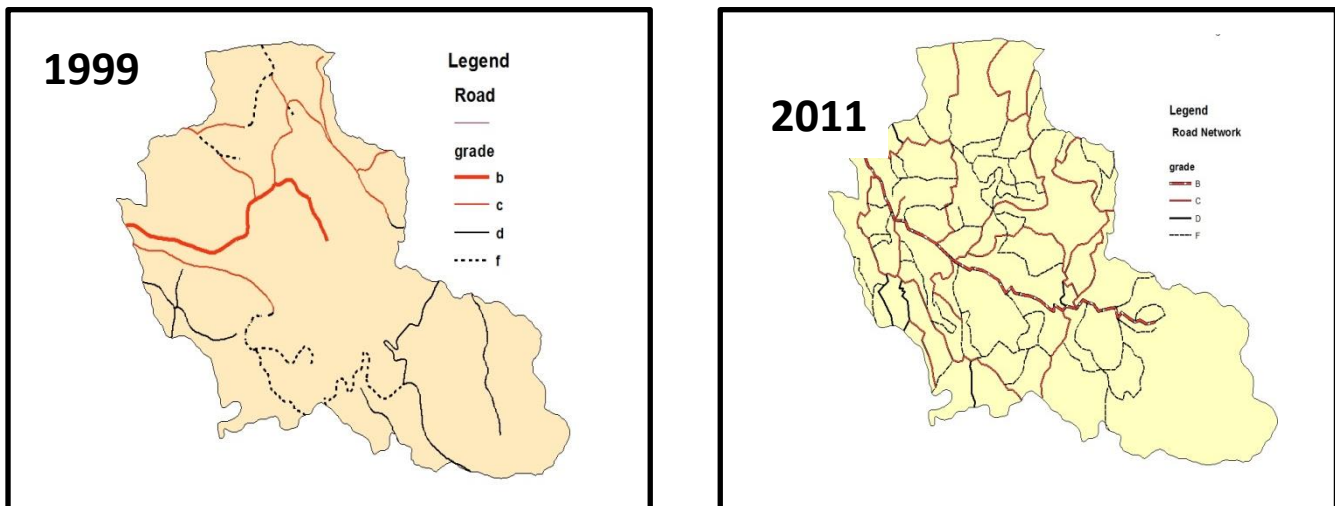 1999
Legend
Road
grade
b
c
d
f
2011
Legend
Road Network
grade
B
C
D
F